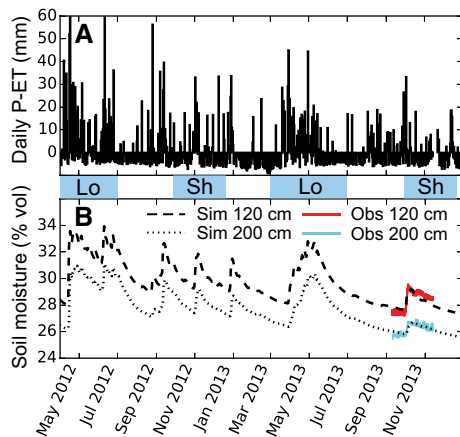 Daily P-ET (mm)
60
50
40
30
20
10
0
10
A
Lo
Sh
Lo
Sh
Soil moisture (% vol)
34
32
30
28
26
24
B
Sim 120 cm
Sim 200 cm
Obs 120 cm
Obs 200 cm
May 2012
Jul 2012
Sep 2012
Nov 2012
Jan 2013
Mar 2013
May 2013
Jul 2013
Sep 2013
Nov 2013